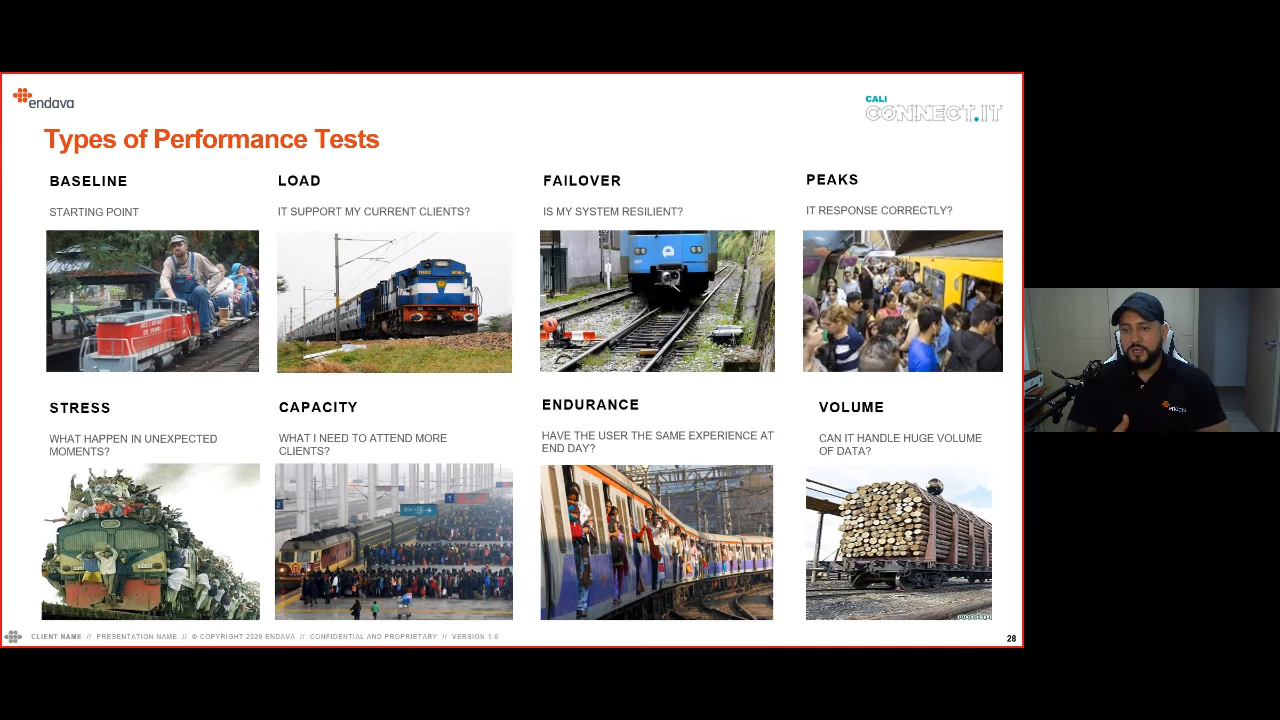 endava
CALI
CONNECT.IT
Types of Performance Tests
BASELINE
STARTING POINT
LOAD
IT SUPPORT MY CURRENT CLIENTS?
FAILOVER
IS MY SYSTEM RESILIENT?
PEAKS
IT RESPONSE CORRECTLY?
STRESS
WHAT HAPPEN IN UNEXPECTED
MOMENTS?
CAPACITY
WHAT I NEED TO ATTEND MORE
CLIENTS?
ENDURANCE
HAVE THE USER THE SAME EXPERIENCE AT
END DAY?
VOLUME
CAN IT HANDLE HUGE VOLUME
OF DATA?
CLIENT NAME // PRESENTATION NAME // © COPYRIGHT 2020 ENDAVA // CONFIDENTIAL AND PROPRIETARY // VERSION 1.0
28
endava